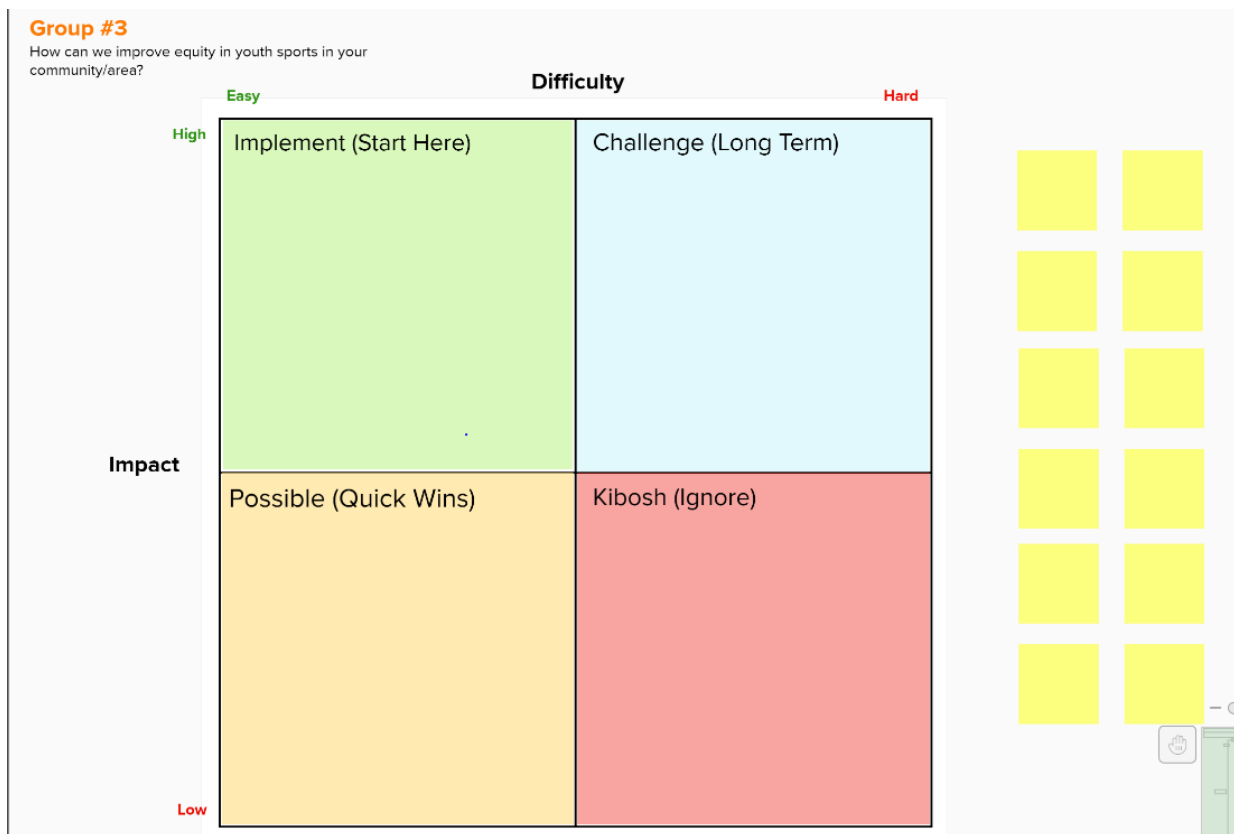 Group #3
How can we improve equity in youth sports in your
community/area?
Difficulty
Easy
Hard
High
Implement (Start Here)
Challenge (Long Term)
Impact
Possible (Quick Wins)
Kibosh (Ignore)
Low